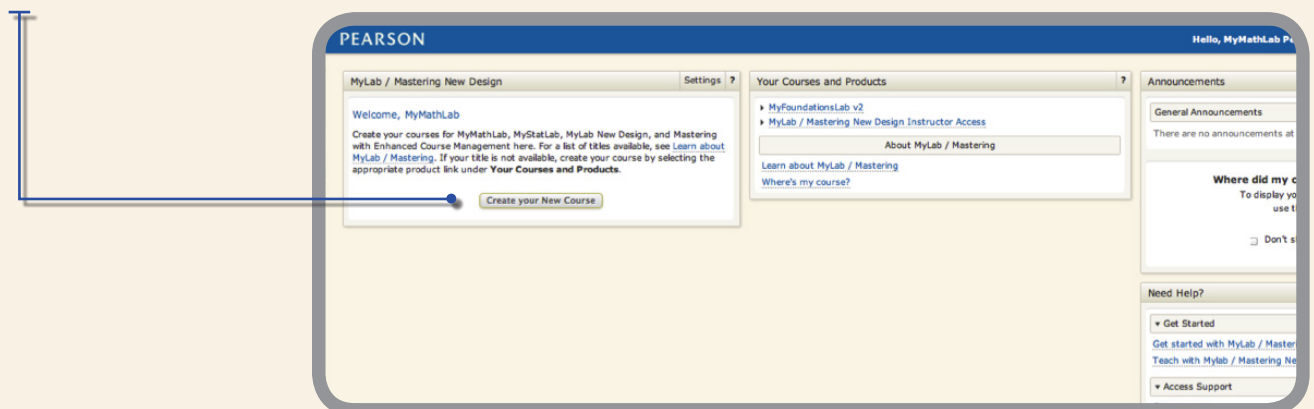 PEARSON
Hello, MyMathLab
MyLab / Mastering New Design
Settings ?
Welcome, MyMathLab
Create your courses for MyMathLab, MyStatLab, MyLab New Design, and Mastering
with Enhanced Course Management here. For a list of titles available, see Learn about
MyLab / Mastering. If your title is not available, create your course by selecting the
appropriate product link under Your Courses and Products.
Create your New Course
Your Courses and Products
?
MyFoundationsLab v2
MyLab / Mastering New Design Instructor Access
About MyLab / Mastering
Learn about MyLab / Mastering
Where's my course?
Announcements
General Announcements
There are no announcements at
Where did my
To display
use
Don't
Need Help?
Get Started
Get started with MyLab /
Teach with Mylab / Mastering
Access Support